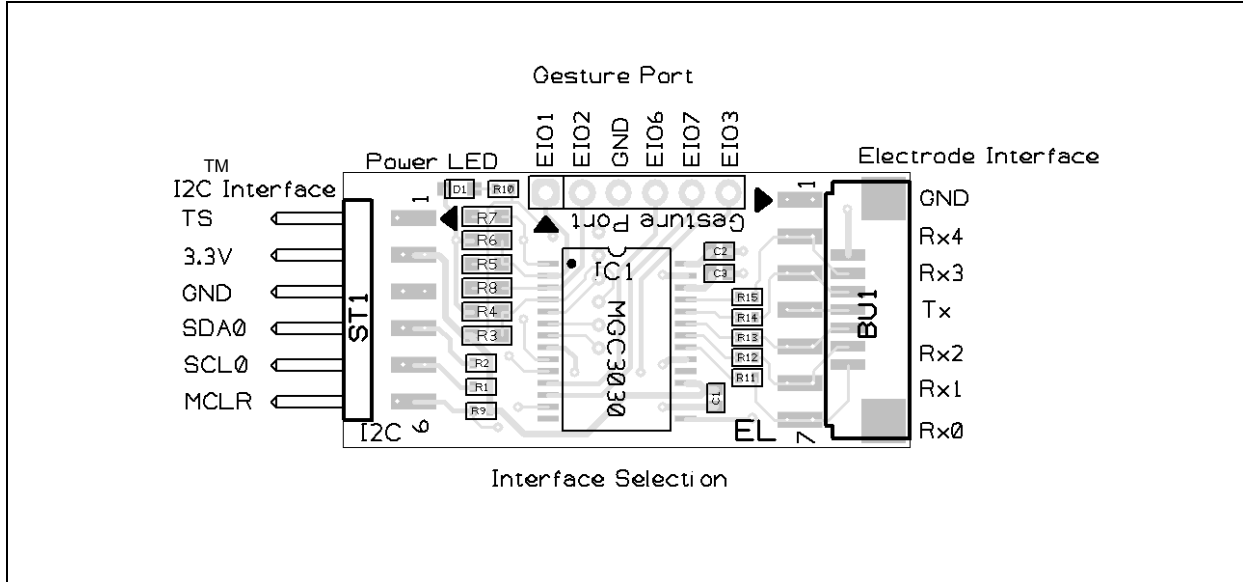 Gesture Port
EIO1
EIO2
GND
EIO6
EIO7
EIO3
Power LED
Electrode Interface
TM
I2C Interface
TS
3.3V
GND
SDA0
SCL0
MCLR
1
6
ST1
I2C
D1
R10
R7
R6
R5
R8
R4
R3
R2
R1
R9
Gesture Port
iC1
MGC3030
C2
C3
R15
R14
R13
R12
R11
C1
EL
1
7
BU1
GND
Rx4
Rx3
Tx
Rx2
Rx1
Rx0
Interface Selection